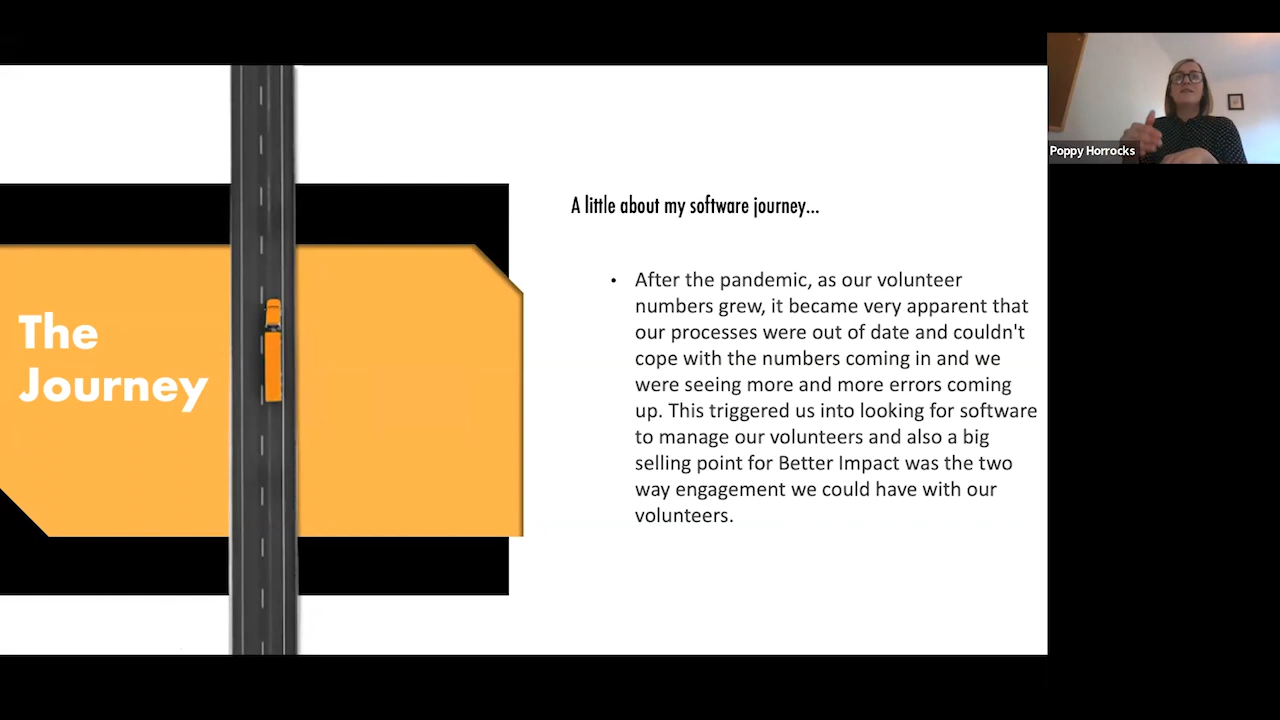 The
Journey
A little about my software journey...
• After the pandemic, as our volunteer
numbers grew, it became very apparent that
our processes were out of date and couldn't
cope with the numbers coming in and we
were seeing more and more errors coming
up. This triggered us into looking for software
to manage our volunteers and also a big
selling point for Better Impact was the two
way engagement we could have with our
volunteers.
Poppy Horrocks